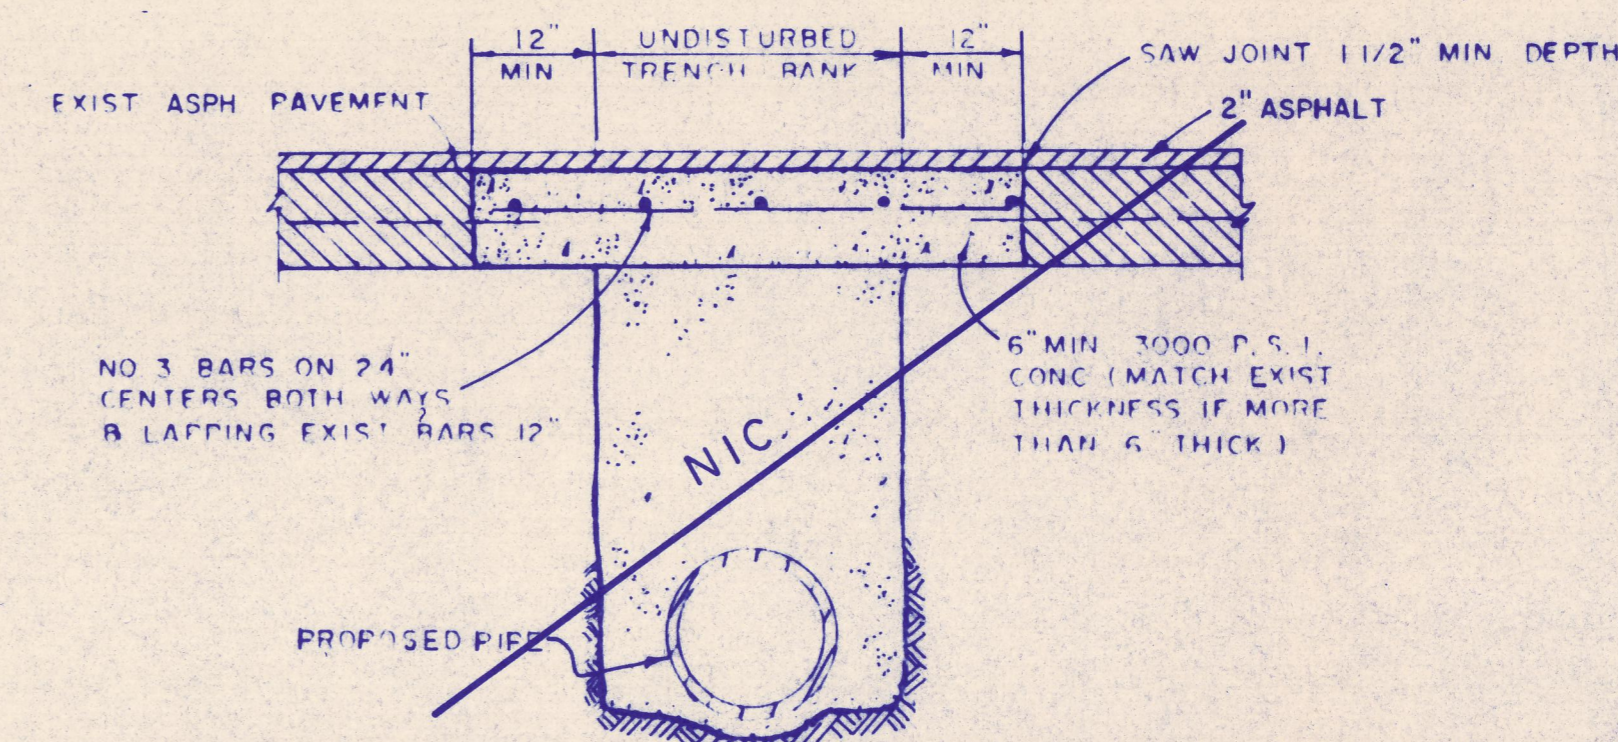 12" UNDISTURBED 12"
MIN TRENCH BANK MIN
SAW JOINT 1 1/2" MIN DEPTH
EXIST ASPH PAVEMENT
2" ASPHALT
NO 3 BARS ON 24"
CENTERS BOTH WAYS
& LAPPING EXIST BARS 12"
6" MIN 3000 P.S.I.
CONC (MATCH EXIST
THICKNESS IF MORE
THAN 6" THICK)
NIC
PROPOSED PIPE